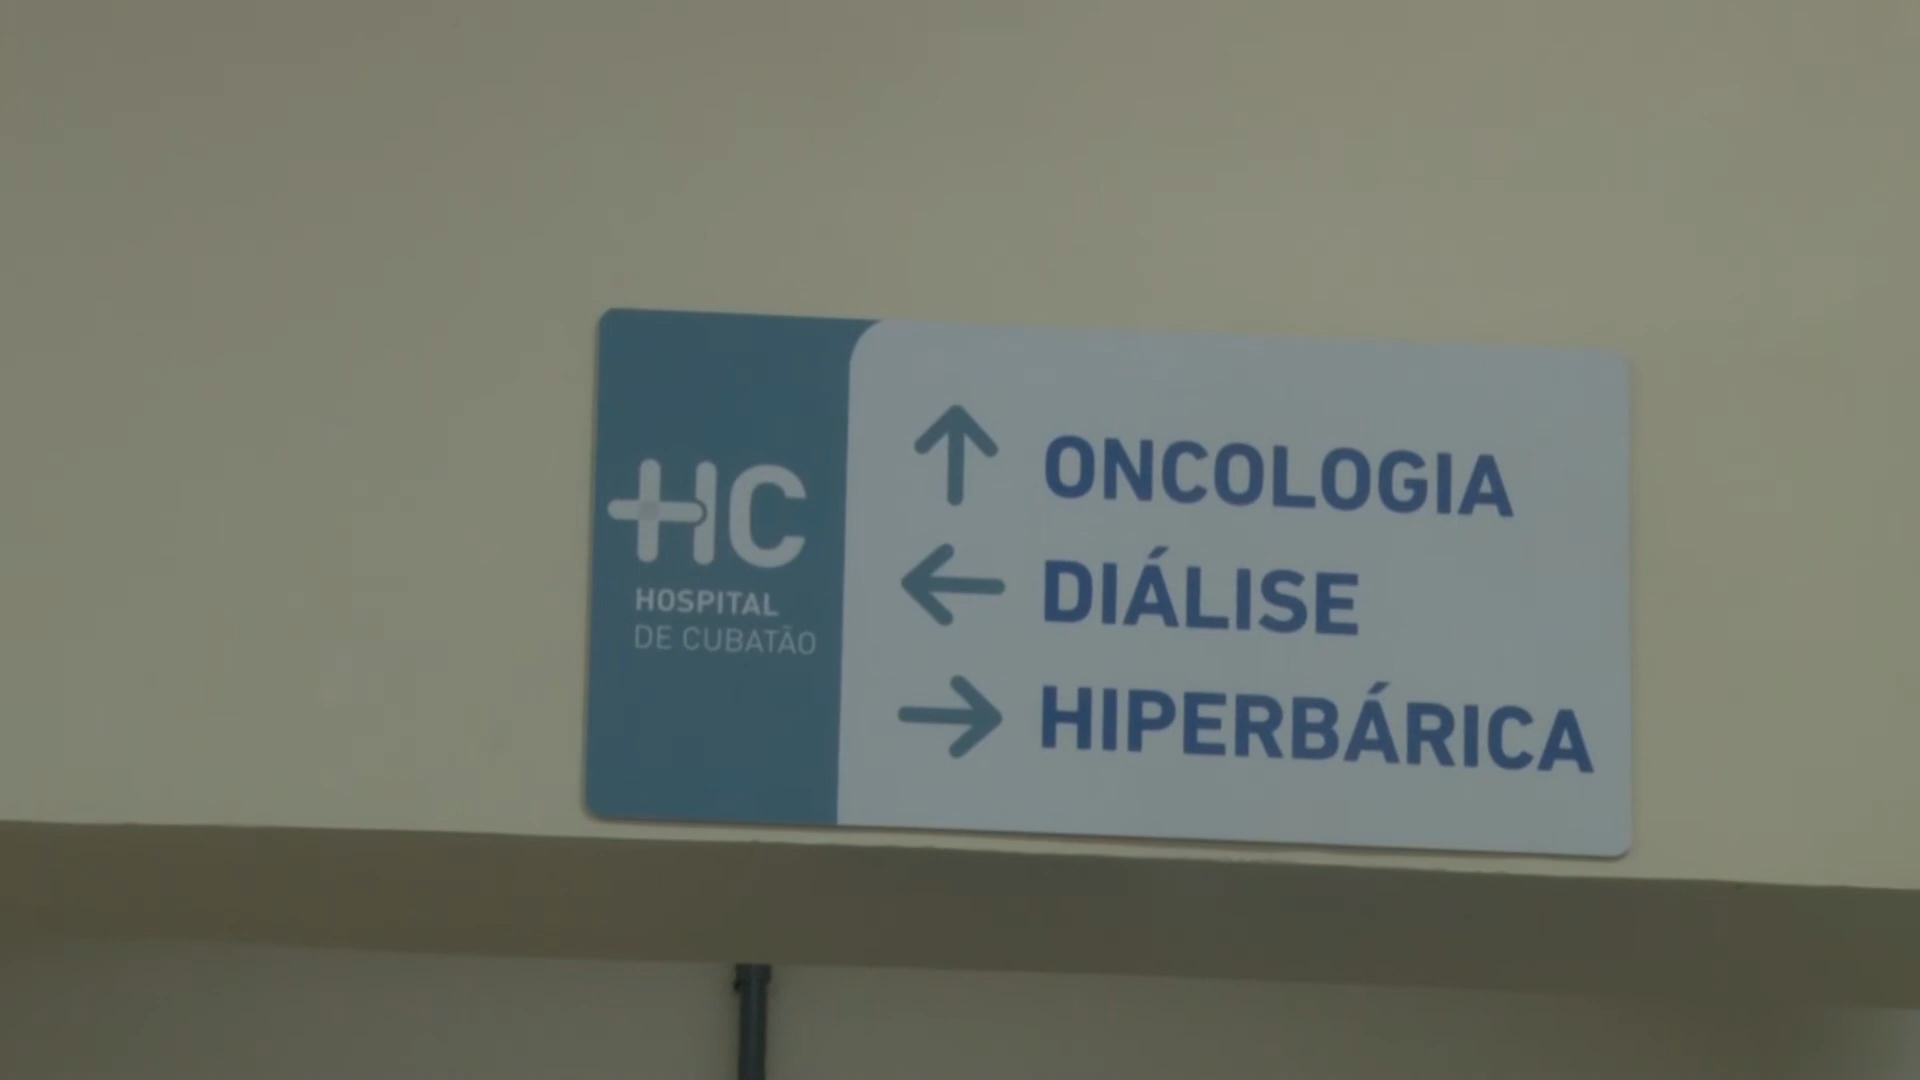 HC
HOSPITAL
DE CUBATÃO
ONCOLOGIA
DIÁLISE
HIPERBÁRICA